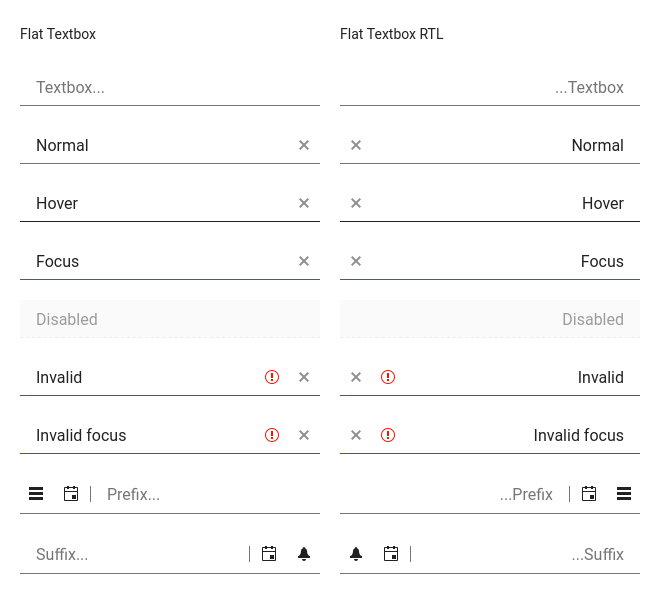 Flat Textbox
Flat Textbox RTL
Textbox...
...Textbox
Normal
Normal
Hover
Hover
Focus
Focus
Disabled
Disabled
Invalid
Invalid
Invalid focus
Invalid focus
Prefix...
...Prefix
Suffix...
...Suffix